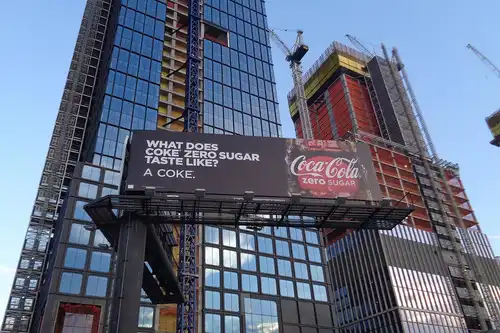 WHAT DOES
COKE ZERO SUGAR
TASTE LIKE?
A COKE.
Coca-Cola
zero SUGAR